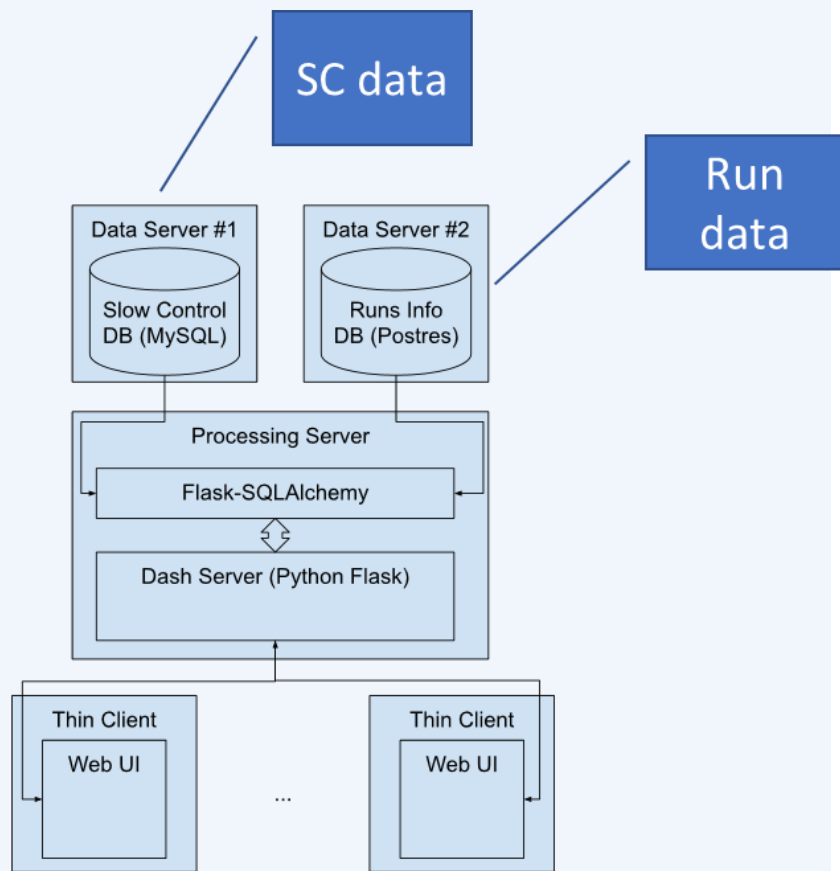 SC data
Run
data
Data Server #1
Slow Control
DB (MySQL)
Data Server #2
Runs Info
DB (Postres)
Processing Server
Flask-SQLAlchemy
Dash Server (Python Flask)
Thin Client
Web UI
...
Thin Client
Web UI